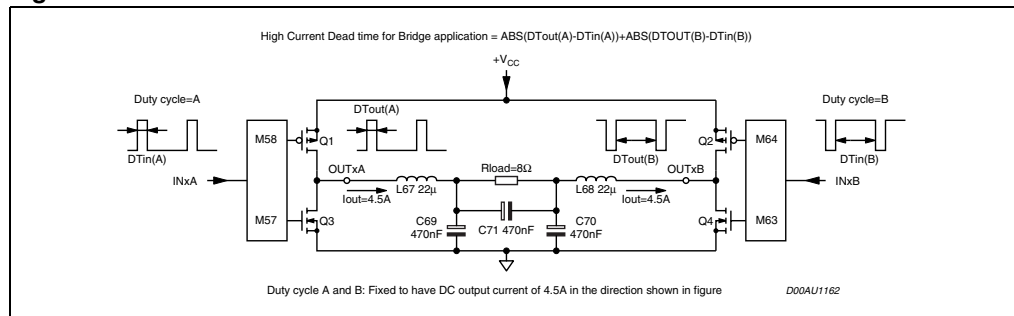 High Current Dead time for Bridge application = ABS(DTout(A)-DTin(A))+ABS(DTOUT(B)-DTin(B))
+VCC
Duty cycle=A
DTout(A)
Duty cycle=B
M58
Q1
DTin(A)
DTout(B)
Q2
M64
DTin(B)
INxA
OUTxA
Rload=8Ω
OUTxB
INxB
L67 22μ
L68 22μ
Iout=4.5A
Iout=4.5A
M57
Q3
C69
470nF
C71 470nF
C70
470nF
Q4
M63
Duty cycle A and B: Fixed to have DC output current of 4.5A in the direction shown in figure
D00AU1162